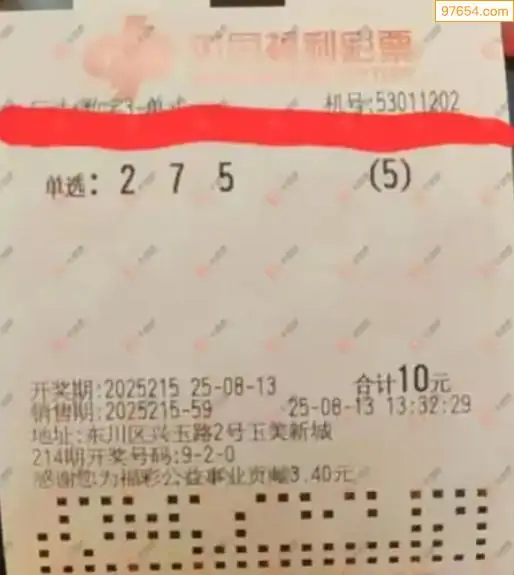 97654.com
中国福利彩票
机号:53011202
单选: 2 7 5 (5)
开奖期:2025215 25-08-13 合计10元
销售期:2025215-59 25-08-13 13:32:29
地址:东川区兴玉路2号玉美新城
214期开奖号码:9-2-0
感谢您为福彩公益事业贡献3.40元